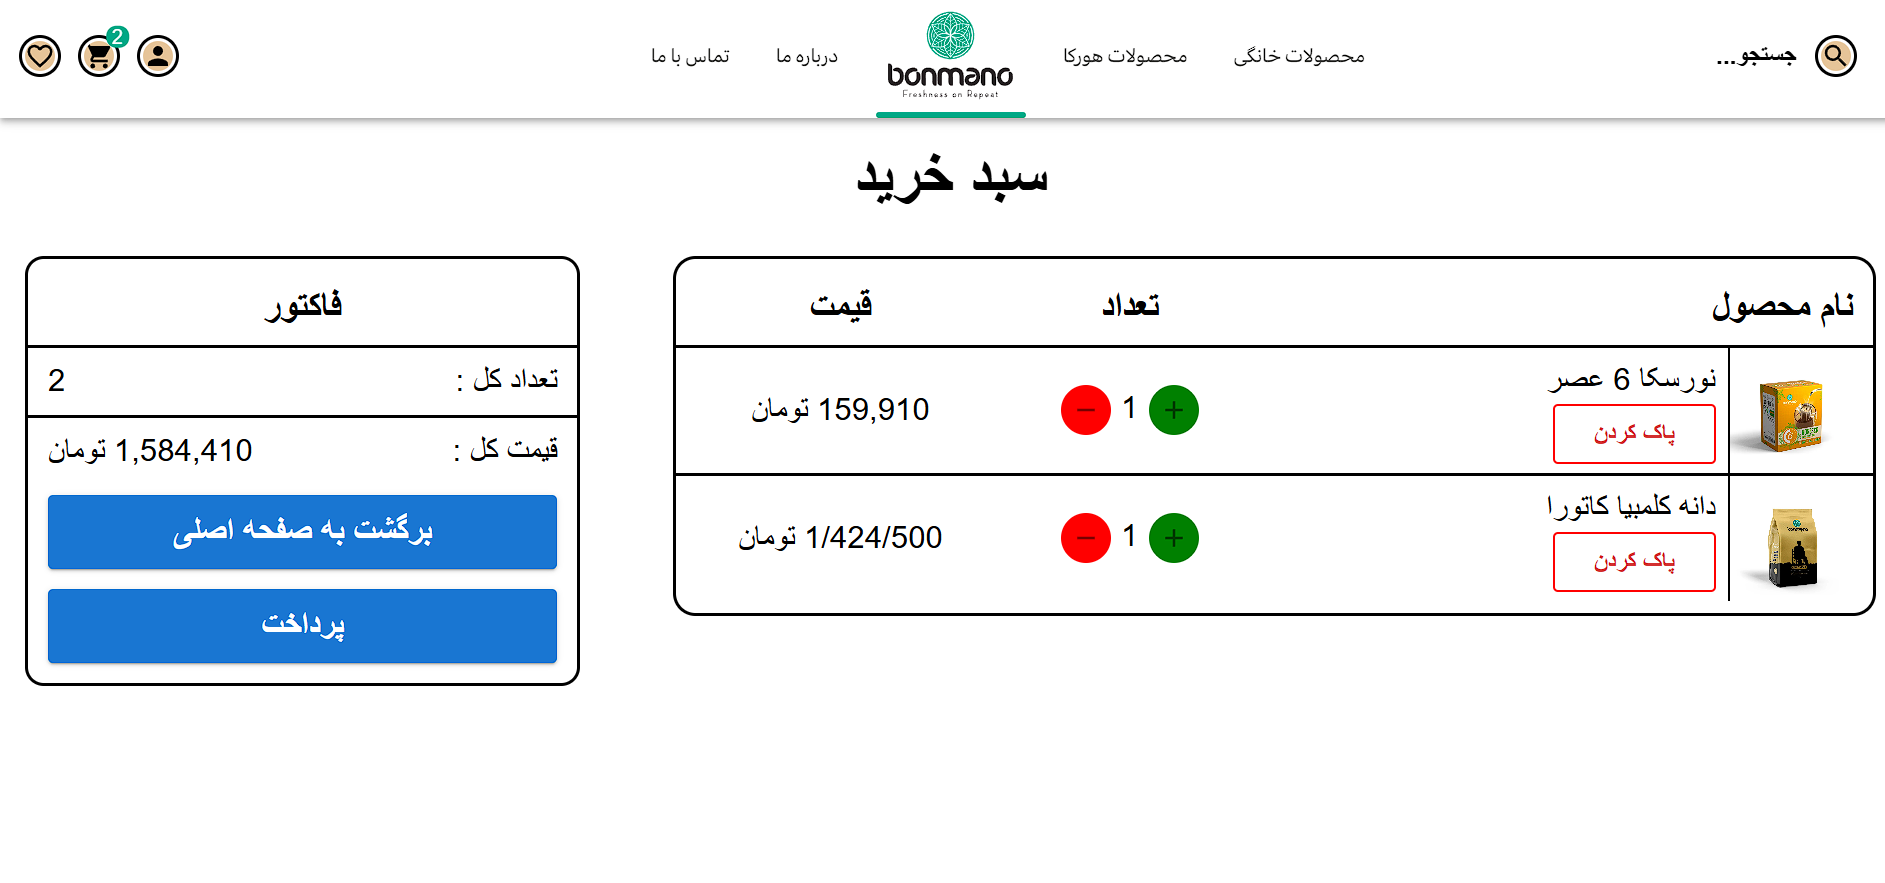 جستجو...
محصولات خانگی
محصولات هورکا
bonmano
Freshness on Repeat
درباره ما
تماس با ما
2
سبد خرید
نام محصول
تعداد
قیمت
نورسکا 6 عصر
پاک کردن
+ 1 −
159,910 تومان
دانه کلمبیا کاتورا
پاک کردن
+ 1 −
1/424/500 تومان
فاکتور
تعداد کل : 2
قیمت کل : 1,584,410 تومان
برگشت به صفحه اصلی
پرداخت